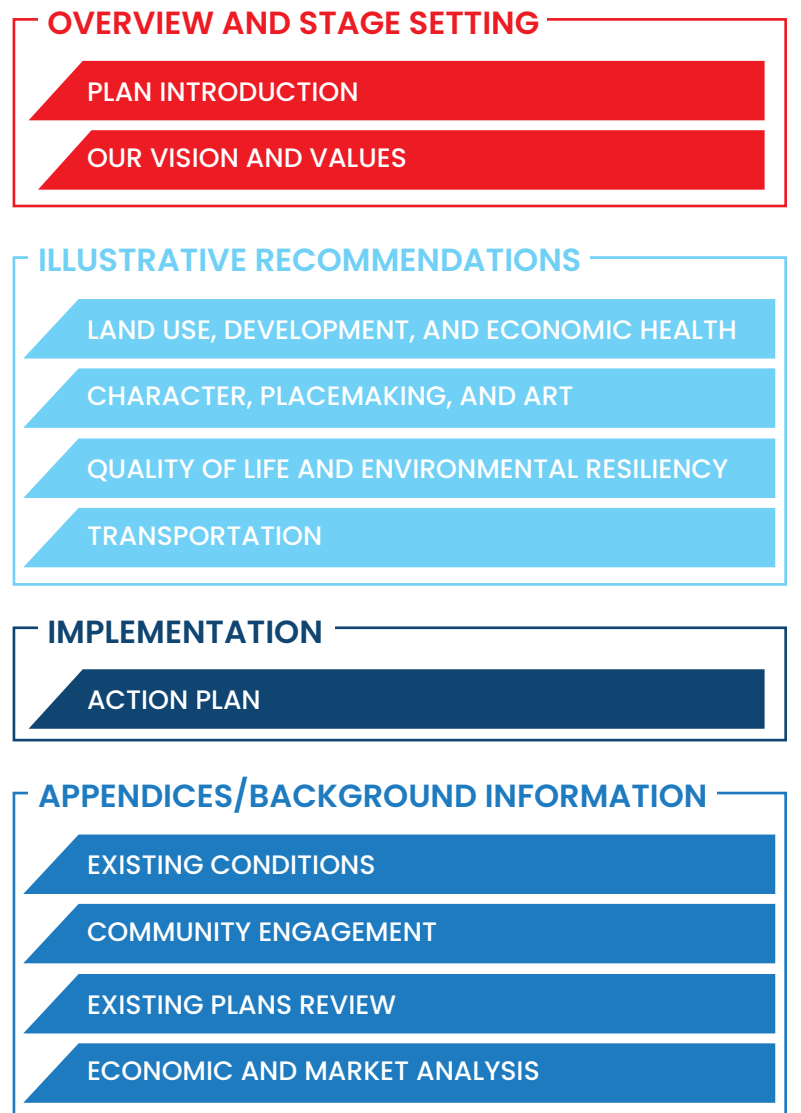 OVERVIEW AND STAGE SETTING
PLAN INTRODUCTION
OUR VISION AND VALUES
ILLUSTRATIVE RECOMMENDATIONS
LAND USE, DEVELOPMENT, AND ECONOMIC HEALTH
CHARACTER, PLACEMAKING, AND ART
QUALITY OF LIFE AND ENVIRONMENTAL RESILIENCY
TRANSPORTATION
IMPLEMENTATION
ACTION PLAN
APPENDICES/BACKGROUND INFORMATION
EXISTING CONDITIONS
COMMUNITY ENGAGEMENT
EXISTING PLANS REVIEW
ECONOMIC AND MARKET ANALYSIS